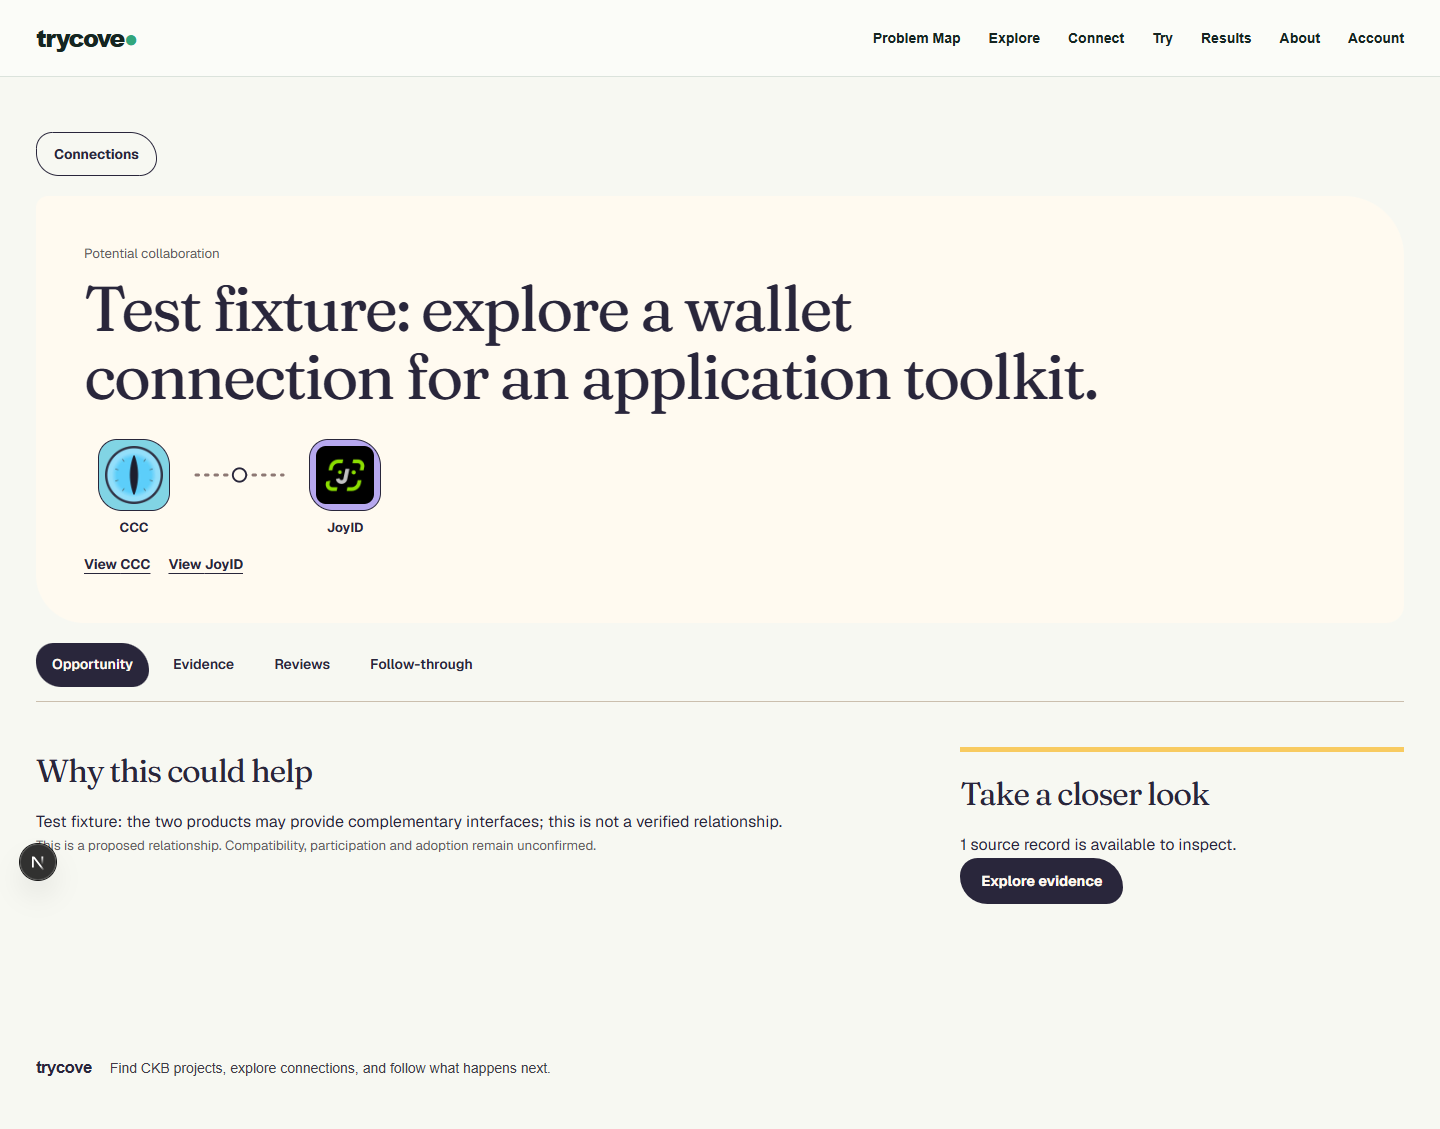 trycove
Problem Map Explore Connect Try Results About Account
Connections
Potential collaboration
Test fixture: explore a wallet
connection for an application toolkit.
CCC JoyID
View CCC View JoyID
Opportunity Evidence Reviews Follow-through
Why this could help
Test fixture: the two products may provide complementary interfaces; this is not a verified relationship.
This is a proposed relationship. Compatibility, participation and adoption remain unconfirmed.
N
Take a closer look
1 source record is available to inspect.
Explore evidence
trycove Find CKB projects, explore connections, and follow what happens next.